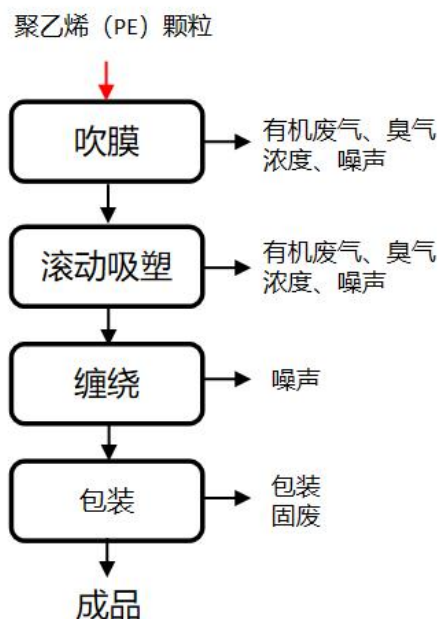 聚乙烯（PE）颗粒
吹膜
有机废气、臭气
浓度、噪声
滚动吸塑
有机废气、臭气
浓度、噪声
缠绕
噪声
包装
包装
固废
成品